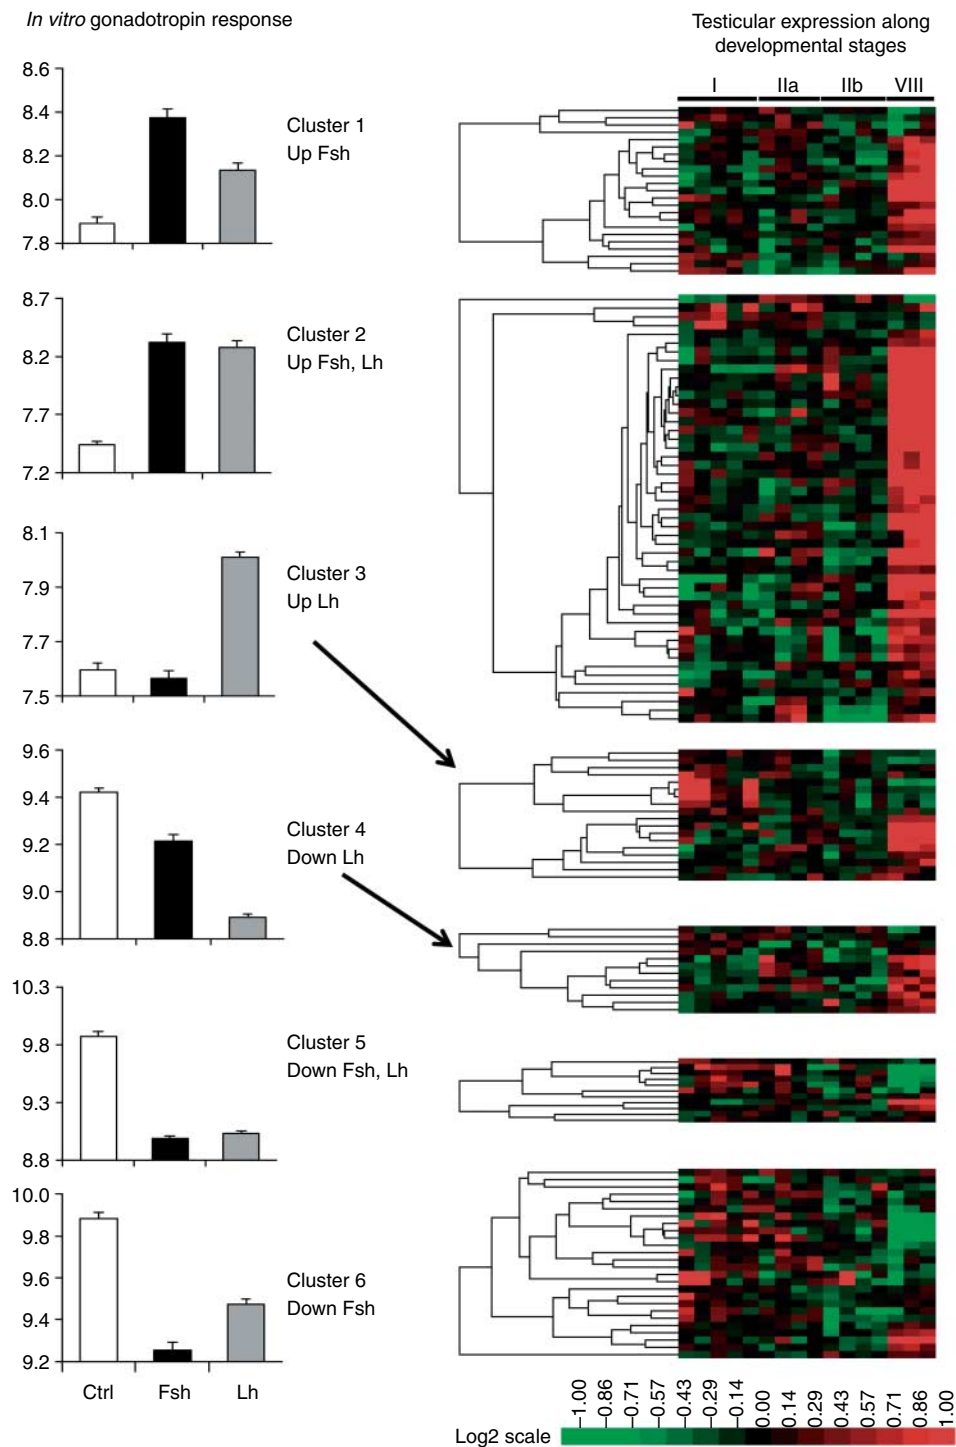 In vitro gonadotropin response
Testicular expression along
developmental stages
I IIa IIb VIII
8.6
8.4
8.2
8.0
7.8
Cluster 1
Up Fsh
8.7
8.2
7.7
7.2
Cluster 2
Up Fsh, Lh
8.1
7.9
7.7
7.5
Cluster 3
Up Lh
9.6
9.4
9.2
9.0
8.8
Cluster 4
Down Lh
10.3
9.8
9.3
8.8
Cluster 5
Down Fsh, Lh
10.0
9.8
9.6
9.4
9.2
Cluster 6
Down Fsh
Ctrl Fsh Lh
−1.00 −0.86 −0.71 −0.57 −0.43 −0.29 −0.14 0.00 0.14 0.29 0.43 0.57 0.71 0.86 1.00
Log2 scale